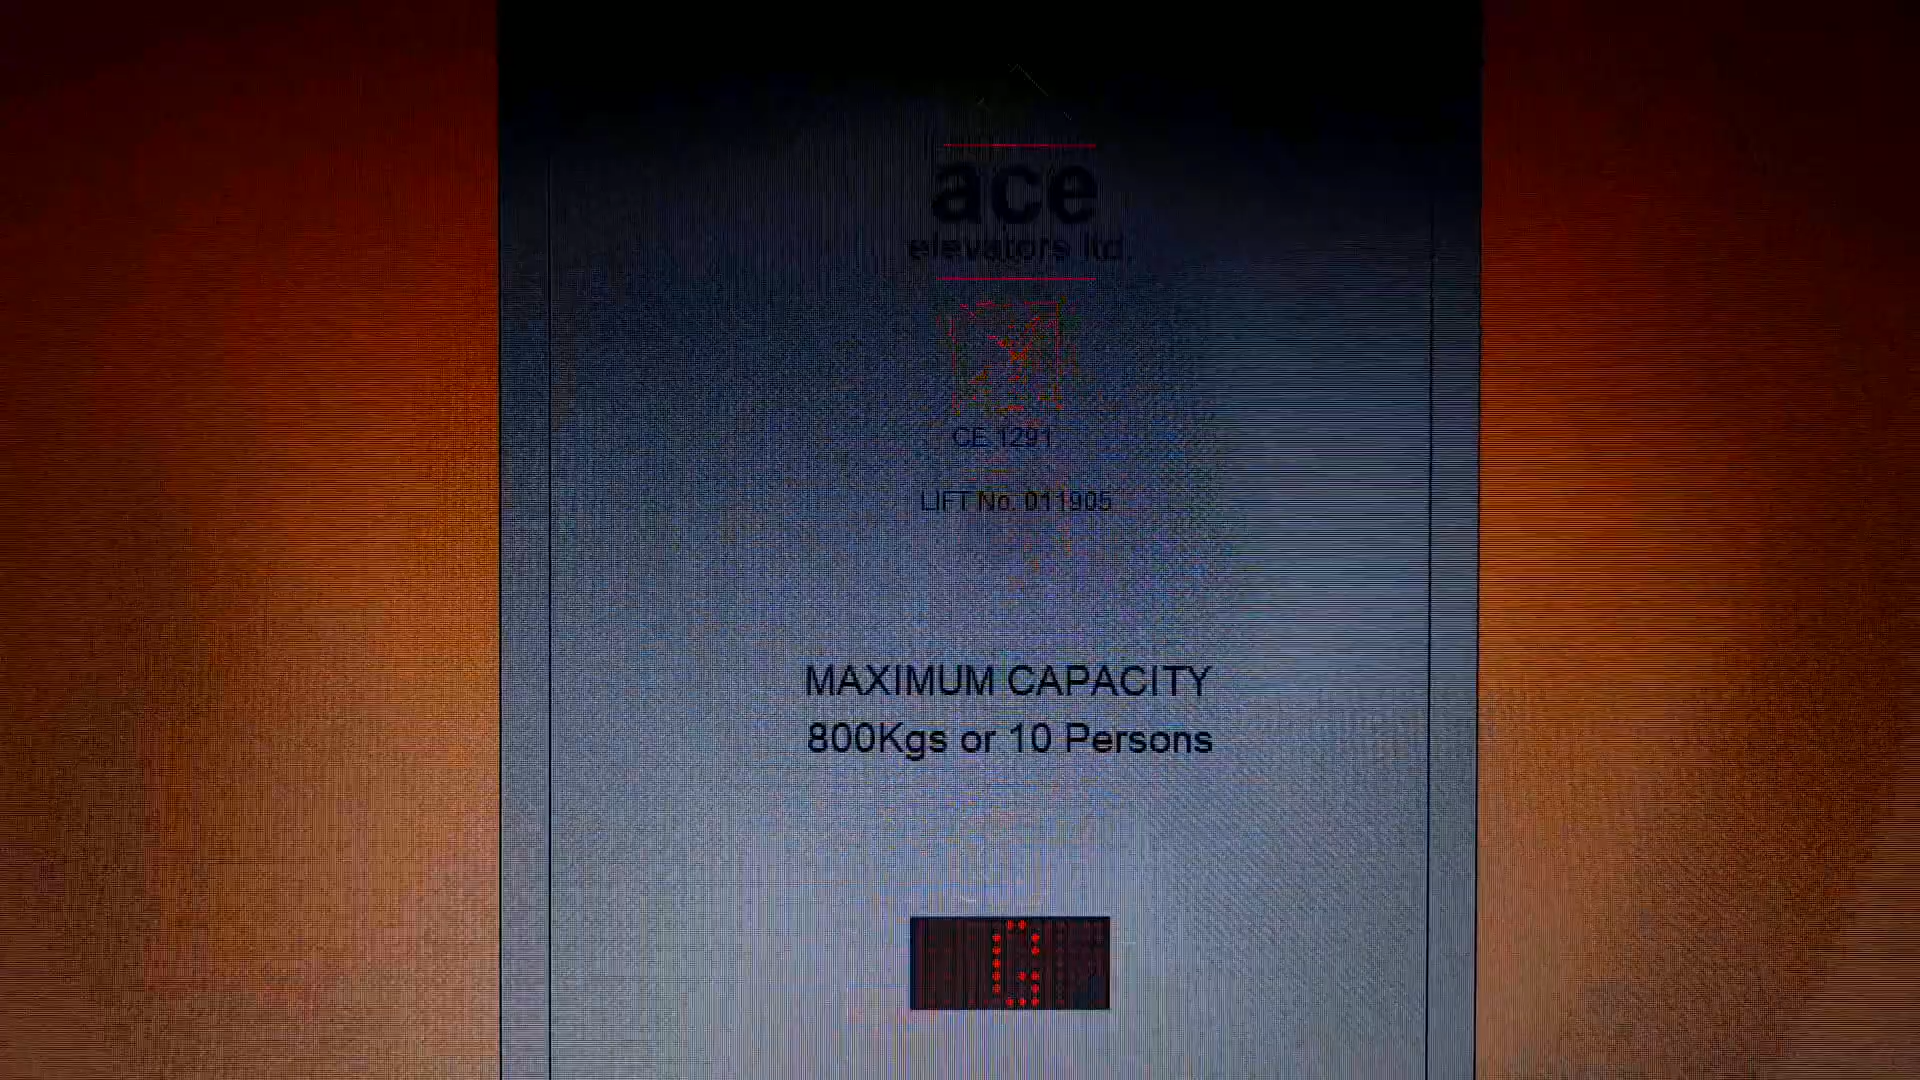 ace
elevators ltd.
CE 1291
LIFT No. 011905
MAXIMUM CAPACITY
800Kgs or 10 Persons
G